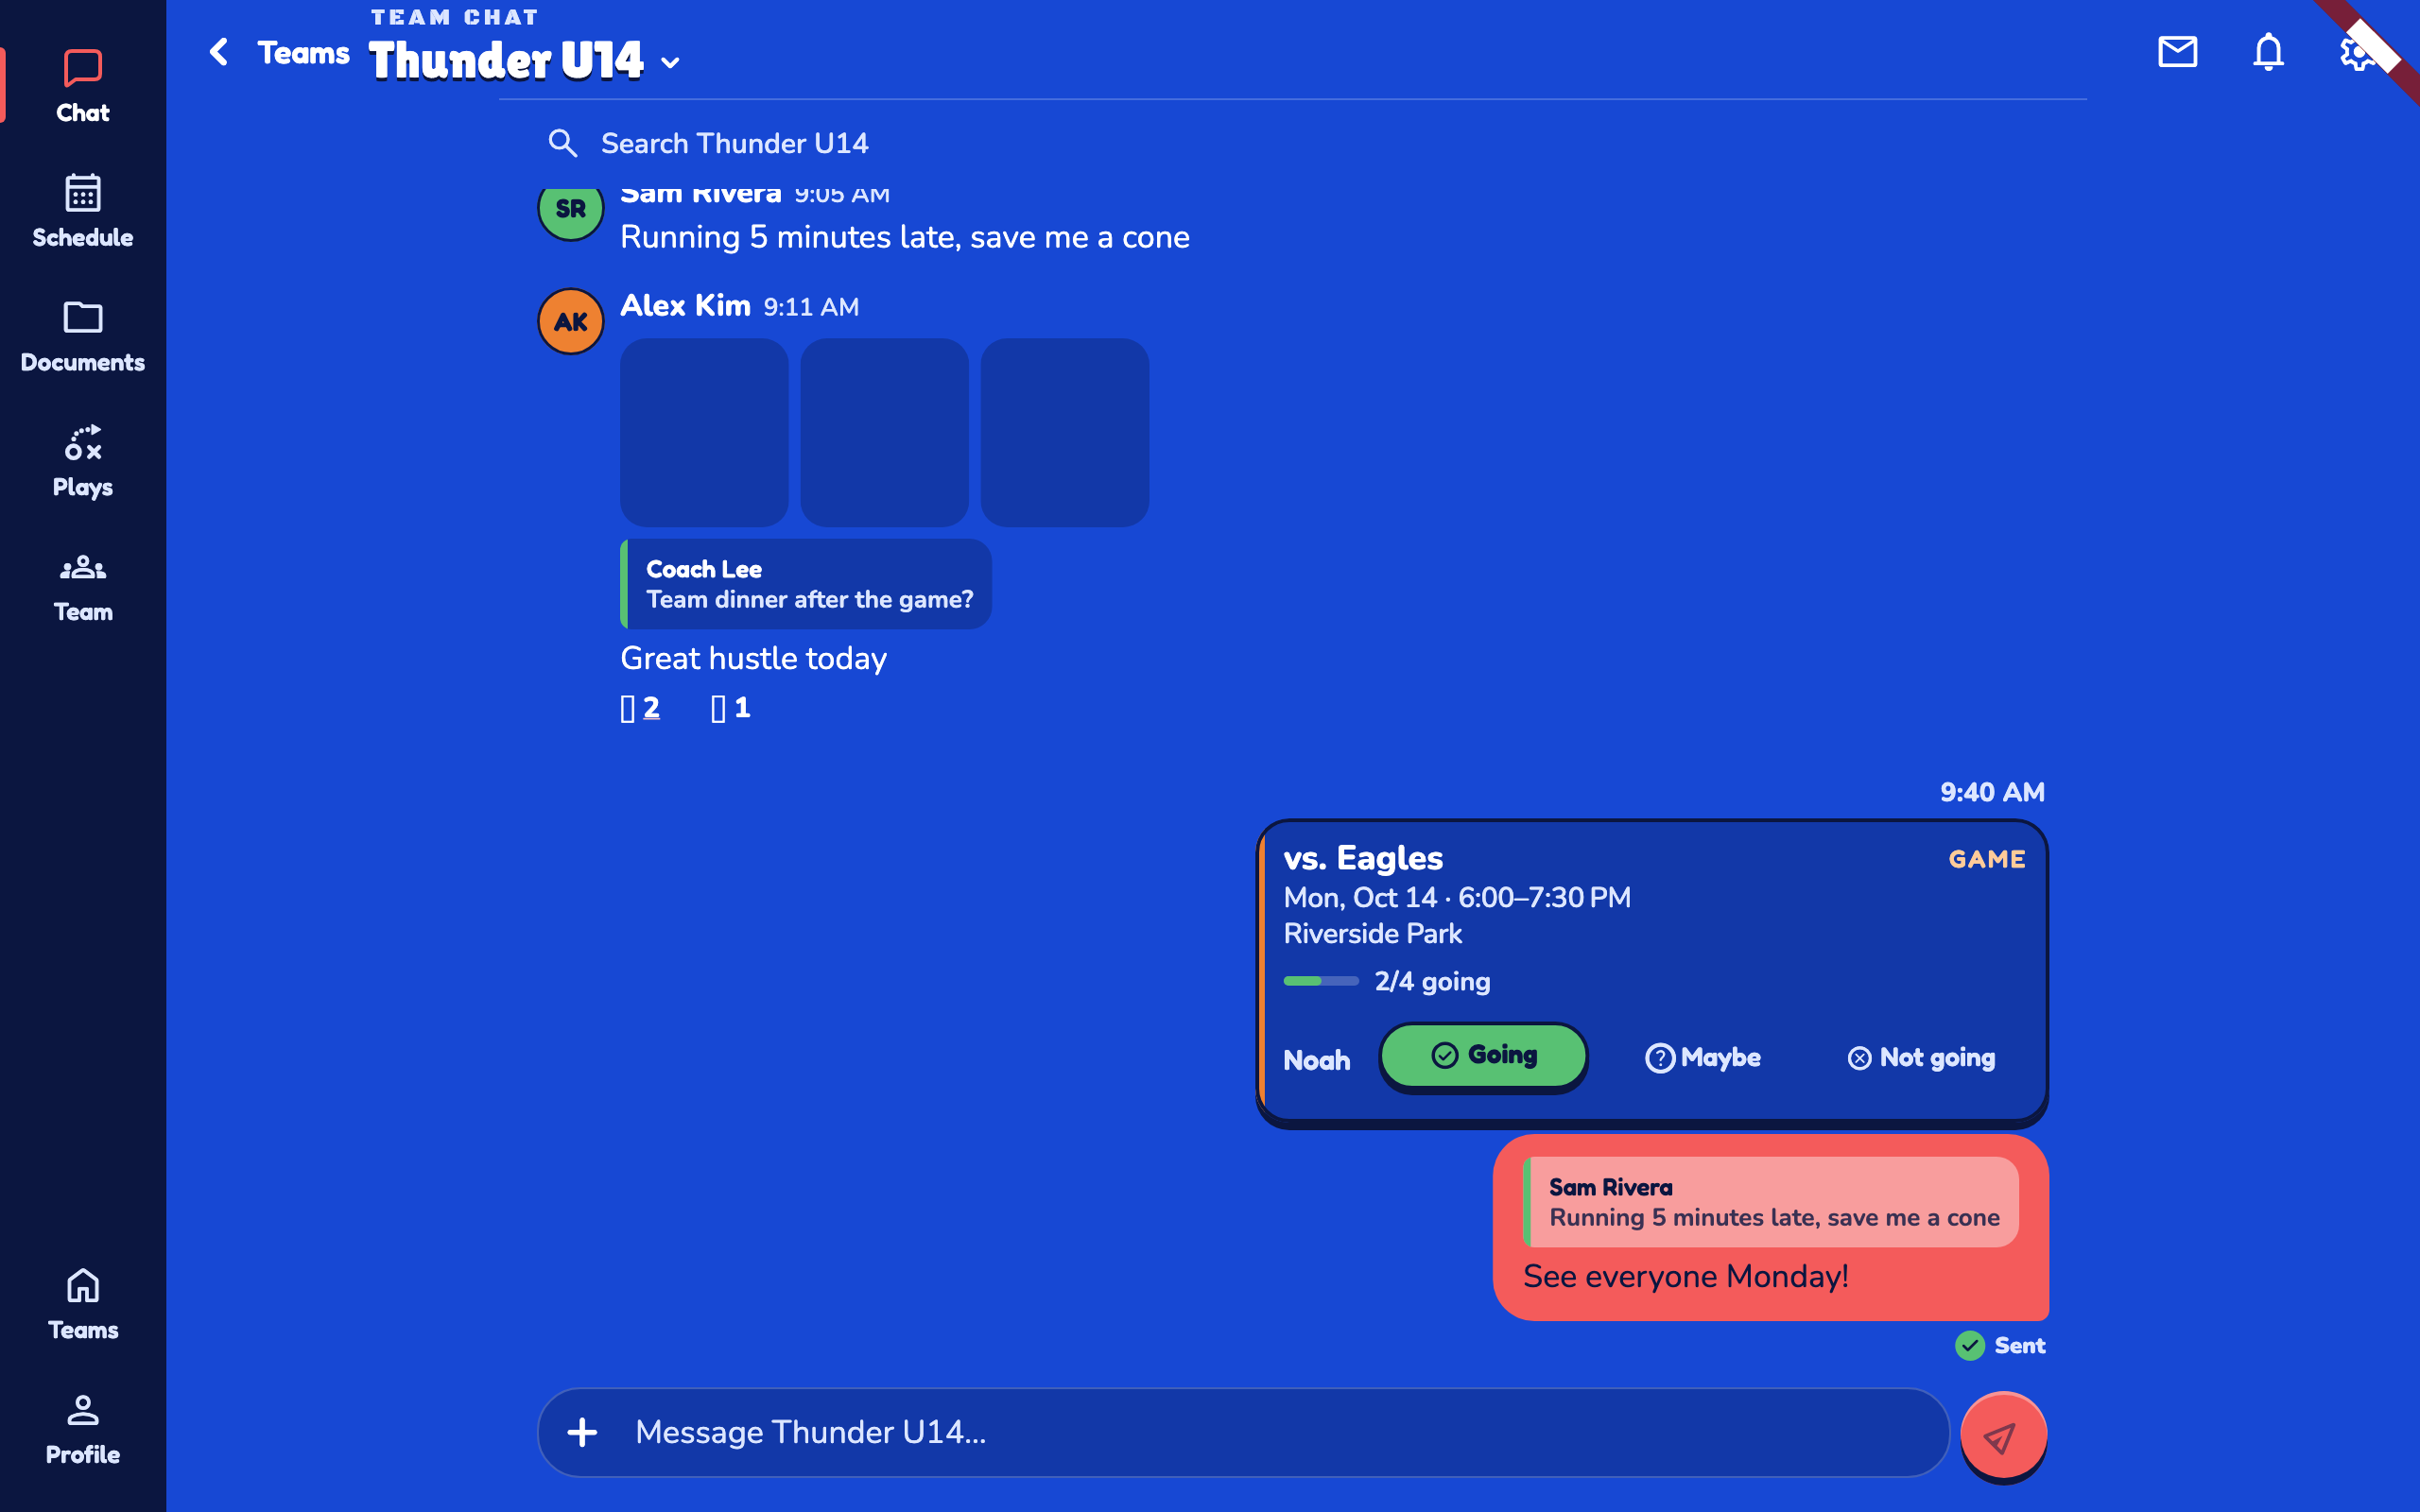 Chat
Schedule
Documents
Plays
Team
Teams
Profile
Teams
TEAM CHAT
Thunder U14
Search Thunder U14
SR
Sam Rivera 9:05 AM
Running 5 minutes late, save me a cone
AK
Alex Kim 9:11 AM
Coach Lee
Team dinner after the game?
Great hustle today
2 1
9:40 AM
vs. Eagles GAME
Mon, Oct 14 · 6:00–7:30 PM
Riverside Park
2/4 going
Noah Going Maybe Not going
Sam Rivera
Running 5 minutes late, save me a cone
See everyone Monday!
Sent
Message Thunder U14...